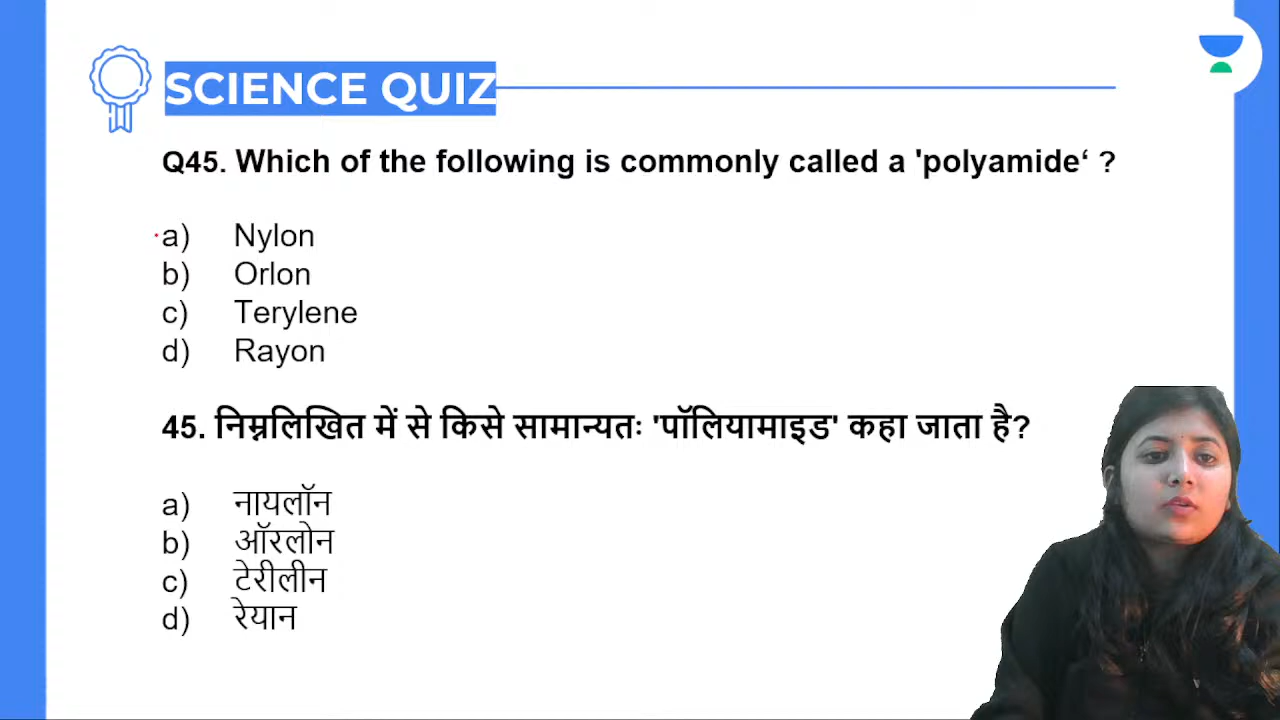 SCIENCE QUIZ
Q45. Which of the following is commonly called a 'polyamide‘ ?
a) Nylon
b) Orlon
c) Terylene
d) Rayon
45. निम्नलिखित में से किसे सामान्यतः 'पॉलियामाइड' कहा जाता है?
a) नायलॉन
b) ऑरलोन
c) टेरीलीन
d) रेयान